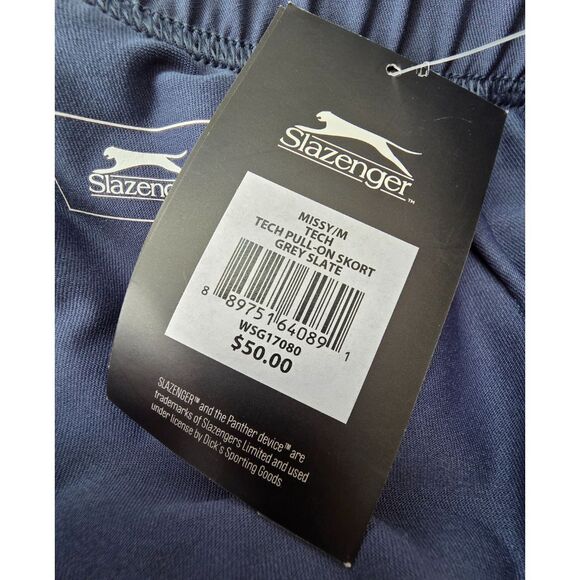 Slazenger
Slazenger™
MISSY/M
TECH
TECH PULL-ON SKORT
GREY SLATE
8 89751 64089 1
WSG17080
$50.00
SLAZENGER™ and the Panther device™ are
trademarks of Slazengers Limited and used
under license by Dick's Sporting Goods